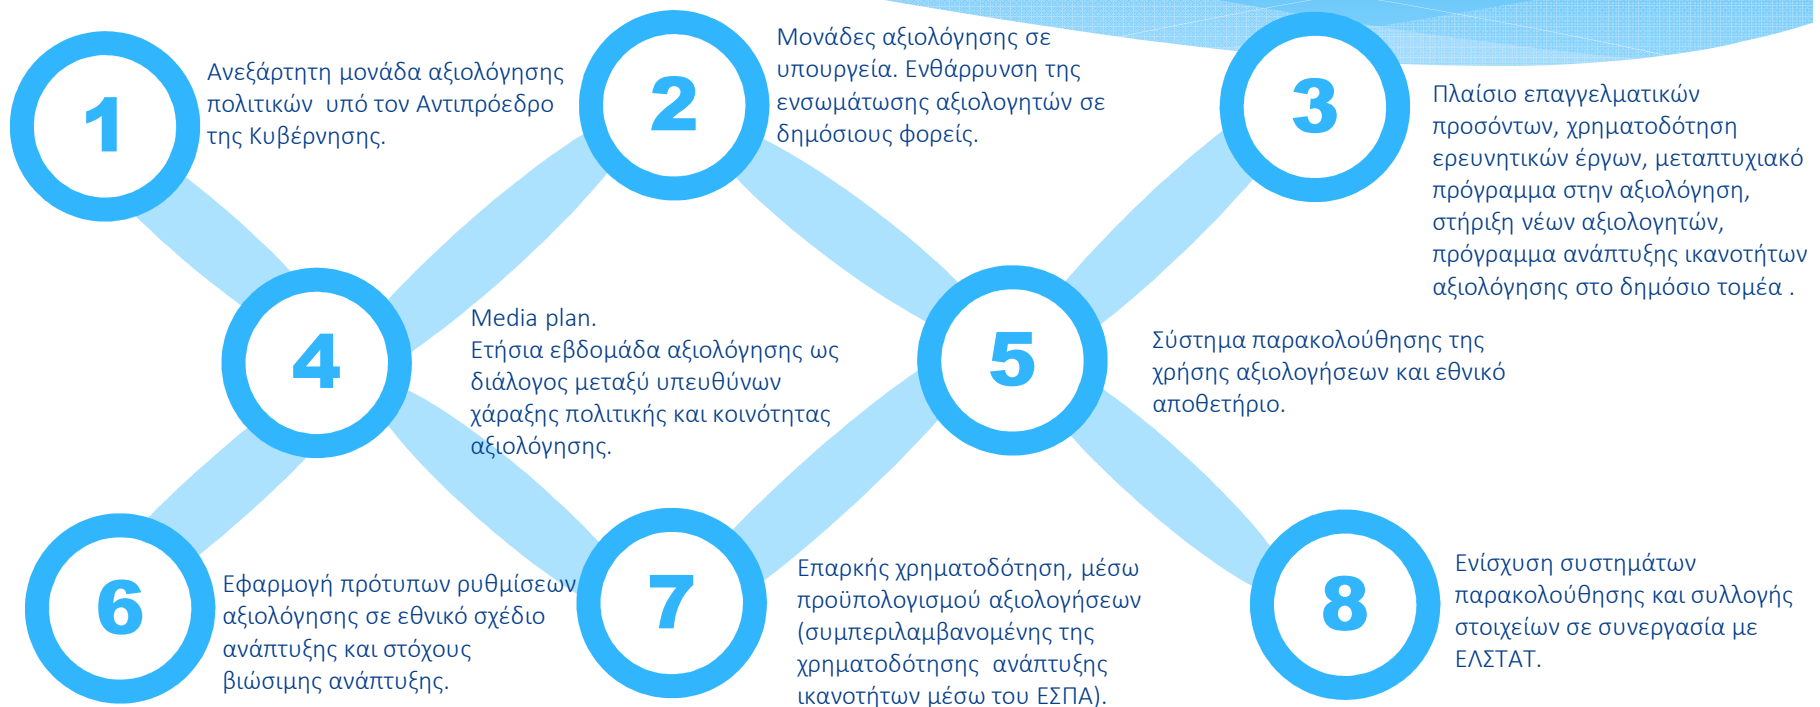 1
Ανεξάρτητη μονάδα αξιολόγησης
πολιτικών υπό τον Αντιπρόεδρο
της Κυβέρνησης.
2
Μονάδες αξιολόγησης σε
υπουργεία. Ενθάρρυνση της
ενσωμάτωσης αξιολογητών σε
δημόσιους φορείς.
3
Πλαίσιο επαγγελματικών
προσόντων, χρηματοδότηση
ερευνητικών έργων, μεταπτυχιακό
πρόγραμμα στην αξιολόγηση,
στήριξη νέων αξιολογητών,
πρόγραμμα ανάπτυξης ικανοτήτων
αξιολόγησης στο δημόσιο τομέα .
4
Media plan.
Ετήσια εβδομάδα αξιολόγησης ως
διάλογος μεταξύ υπευθύνων
χάραξης πολιτικής και κοινότητας
αξιολόγησης.
5
Σύστημα παρακολούθησης της
χρήσης αξιολογήσεων και εθνικό
αποθετήριο.
6
Εφαρμογή πρότυπων ρυθμίσεων
αξιολόγησης σε εθνικό σχέδιο
ανάπτυξης και στόχους
βιώσιμης ανάπτυξης.
7
Επαρκής χρηματοδότηση, μέσω
προϋπολογισμού αξιολογήσεων
(συμπεριλαμβανομένης της
χρηματοδότησης ανάπτυξης
ικανοτήτων μέσω του ΕΣΠΑ).
8
Ενίσχυση συστημάτων
παρακολούθησης και συλλογής
στοιχείων σε συνεργασία με
ΕΛΣΤΑΤ.